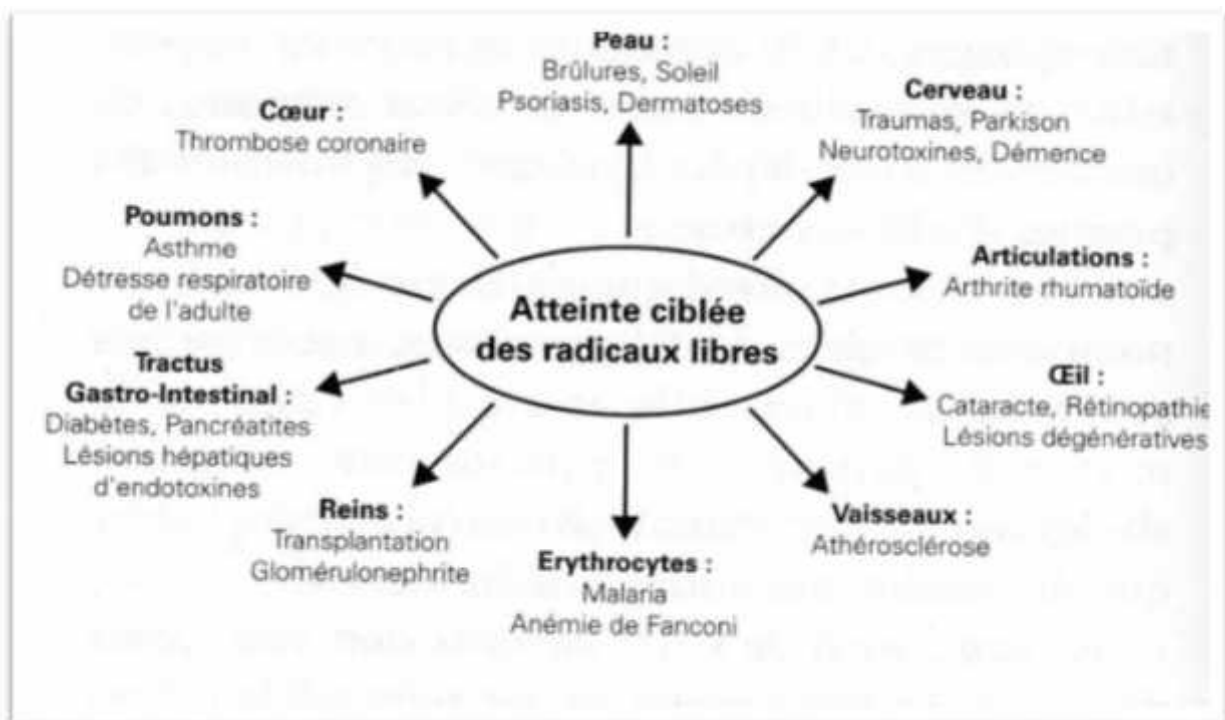 Peau :
Brûlures, Soleil
Psoriasis, Dermatoses
Cerveau :
Traumas, Parkison
Neurotoxines, Démence
Articulations :
Arthrite rhumatoïde
Œil :
Cataracte, Rétinopathie
Lésions dégénératives
Vaisseaux :
Athérosclérose
Erythrocytes :
Malaria
Anémie de Fanconi
Reins :
Transplantation
Glomérulonephrite
Tractus
Gastro-Intestinal :
Diabètes, Pancréatites
Lésions hépatiques
d'endotoxines
Poumons :
Asthme
Détresse respiratoire
de l'adulte
Cœur :
Thrombose coronaire
Atteinte ciblée
des radicaux libres